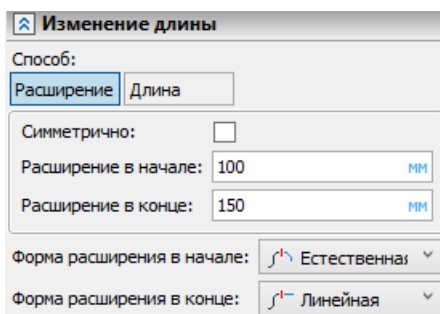 Изменение длины
Способ:
Расширение Длина
Симметрично:
Расширение в начале: 100 мм
Расширение в конце: 150 мм
Форма расширения в начале: Естественная
Форма расширения в конце: Линейная